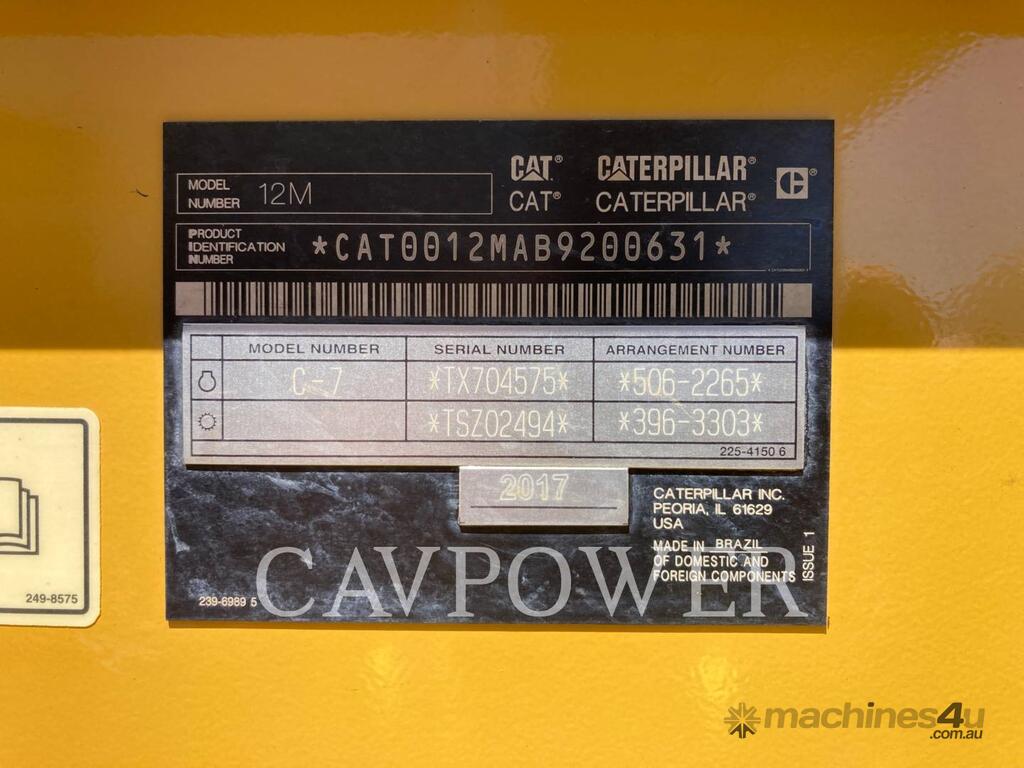 CAT® CATERPILLAR®
CAT® CATERPILLAR®
MODEL NUMBER 12M
PRODUCT IDENTIFICATION NUMBER *CAT0012MAB9200631*
MODEL NUMBER SERIAL NUMBER ARRANGEMENT NUMBER
C-7 *TX704575* *506-2265*
*TSZ02494* *396-3303*
225-4150 6
2017
CATERPILLAR INC.
PEORIA, IL 61629
USA
MADE IN BRAZIL
OF DOMESTIC AND
FOREIGN COMPONENTS
ISSUE 1
239-6989 5
CAVPOWER
249-8575
machines4u
.com.au